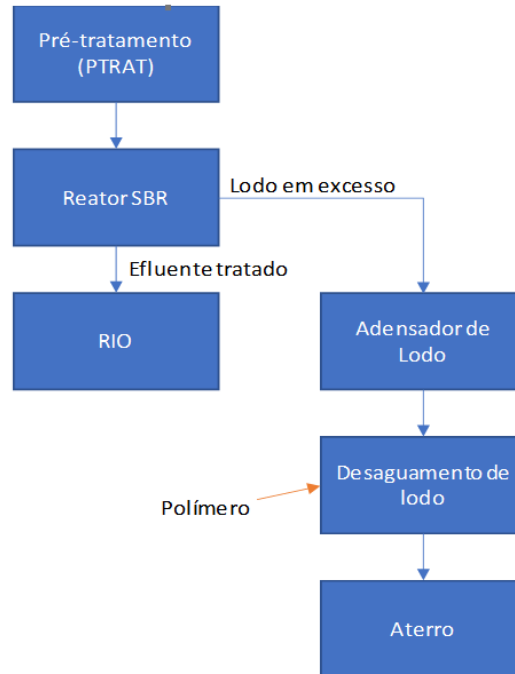 Pré-tratamento
(PTRAT)
Reator SBR
Lodo em excesso
Efluente tratado
RIO
Adensador de
Lodo
Desaguamento de
lodo
Polímero
Aterro